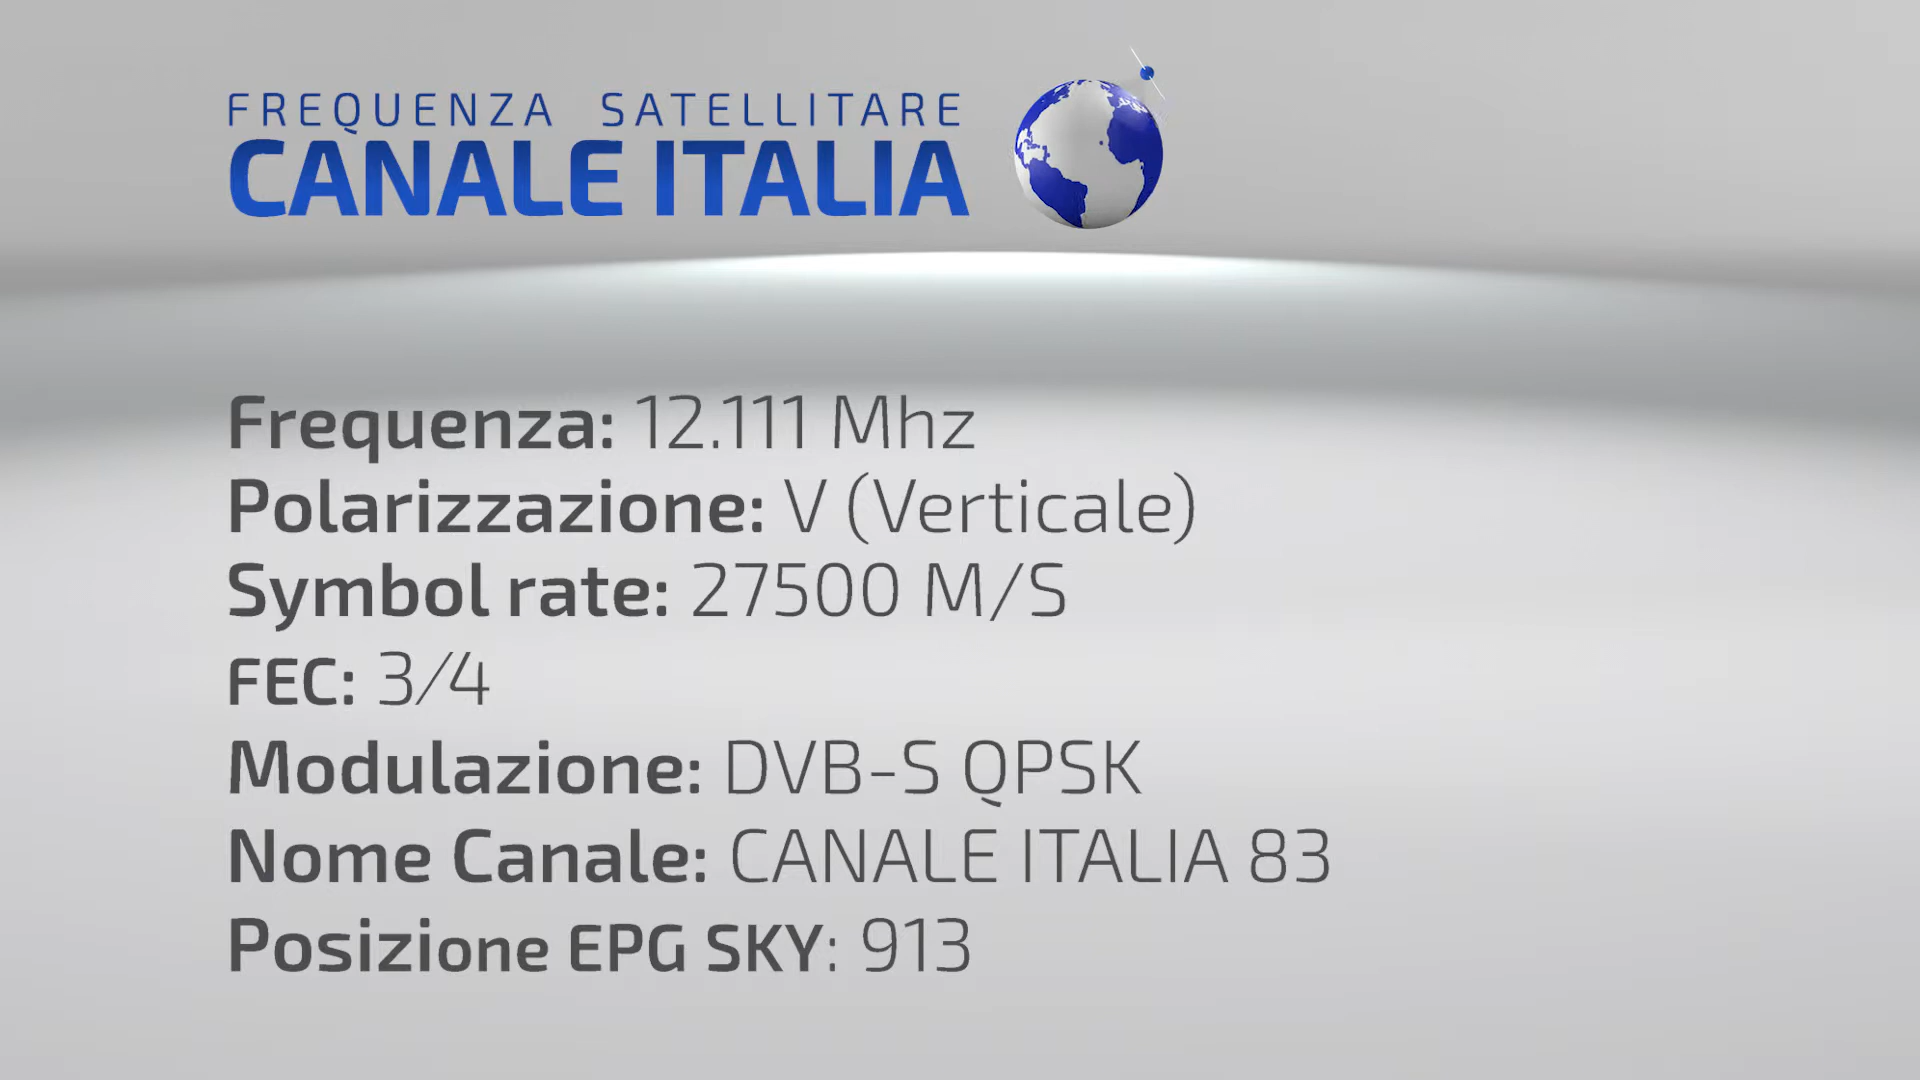 FREQUENZA SATELLITARE
CANALE ITALIA
Frequenza: 12.111 Mhz
Polarizzazione: V (Verticale)
Symbol rate: 27500 M/S
FEC: 3/4
Modulazione: DVB-S QPSK
Nome Canale: CANALE ITALIA 83
Posizione EPG SKY: 913